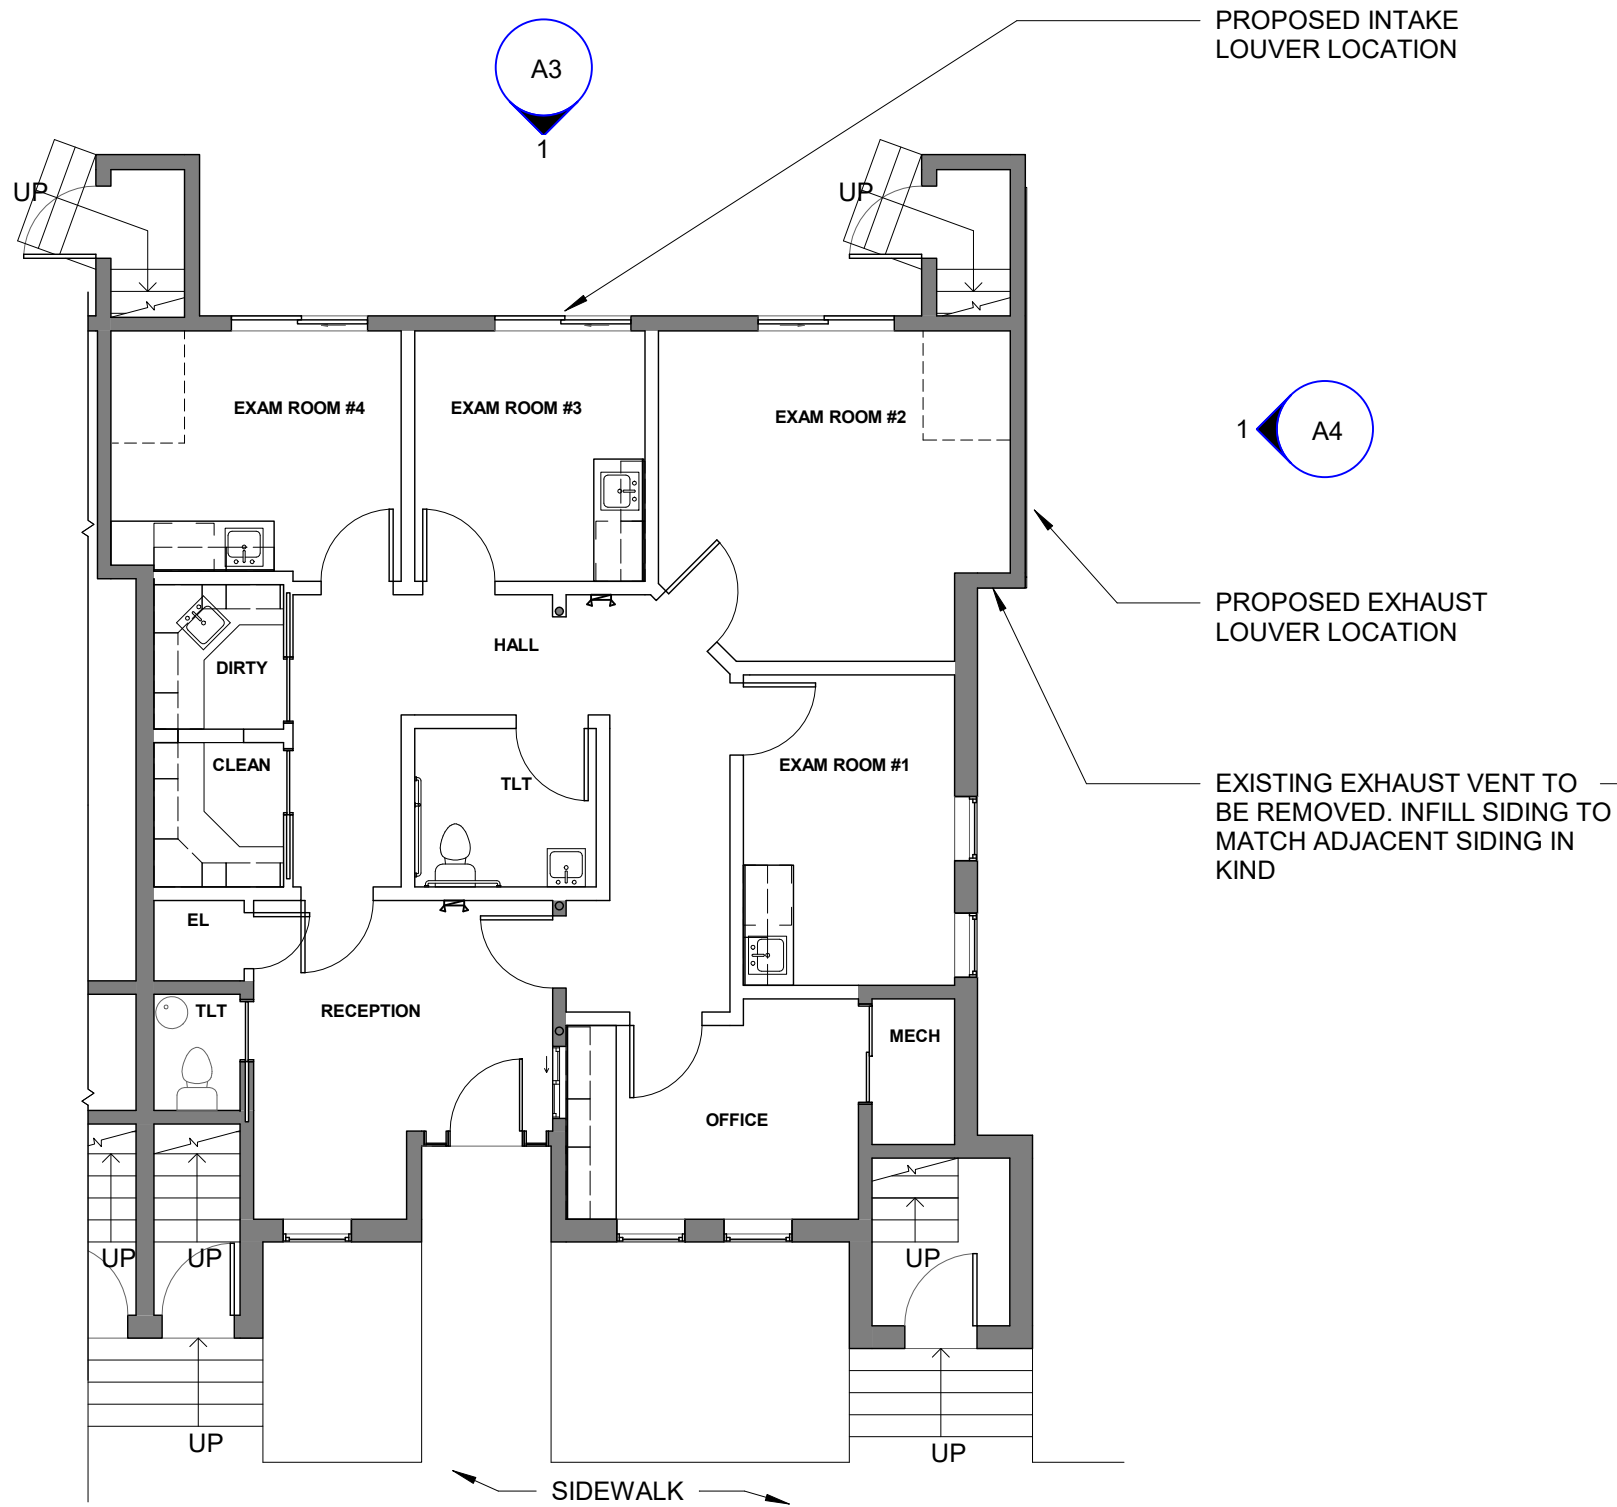 PROPOSED INTAKE
LOUVER LOCATION
A3
1
UP
UP
EXAM ROOM #4
EXAM ROOM #3
EXAM ROOM #2
1
A4
PROPOSED EXHAUST
LOUVER LOCATION
HALL
DIRTY
CLEAN
TLT
EXAM ROOM #1
EXISTING EXHAUST VENT TO
BE REMOVED. INFILL SIDING TO
MATCH ADJACENT SIDING IN
KIND
EL
TLT
RECEPTION
MECH
OFFICE
UP
UP
UP
UP
UP
SIDEWALK